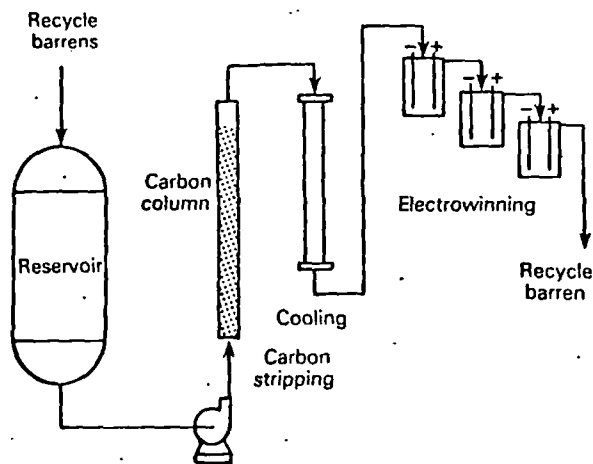 Recycle
barrens
Reservoir
Carbon
column
Carbon
stripping
Cooling
- +
- +
- +
Electrowinning
Recycle
barren